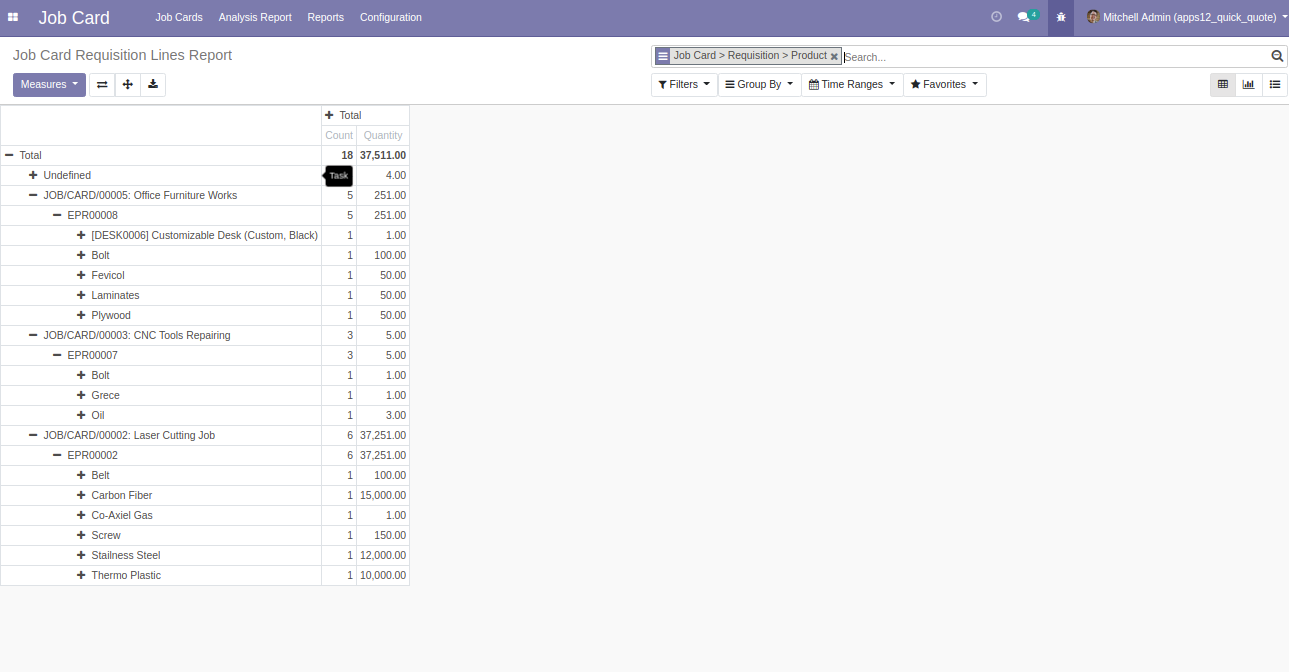 Job Card Job Cards Analysis Report Reports Configuration 4 Mitchell Admin (apps12_quick_quote)
Job Card Requisition Lines Report
Job Card > Requisition > Product Search...
Measures Filters Group By Time Ranges Favorites
Total
Count Quantity
Total 18 37,511.00
Undefined Task 4.00
JOB/CARD/00005: Office Furniture Works 5 251.00
EPR00008 5 251.00
[DESK0006] Customizable Desk (Custom, Black) 1 1.00
Bolt 1 100.00
Fevicol 1 50.00
Laminates 1 50.00
Plywood 1 50.00
JOB/CARD/00003: CNC Tools Repairing 3 5.00
EPR00007 3 5.00
Bolt 1 1.00
Grece 1 1.00
Oil 1 3.00
JOB/CARD/00002: Laser Cutting Job 6 37,251.00
EPR00002 6 37,251.00
Belt 1 100.00
Carbon Fiber 1 15,000.00
Co-Axiel Gas 1 1.00
Screw 1 150.00
Stailness Steel 1 12,000.00
Thermo Plastic 1 10,000.00